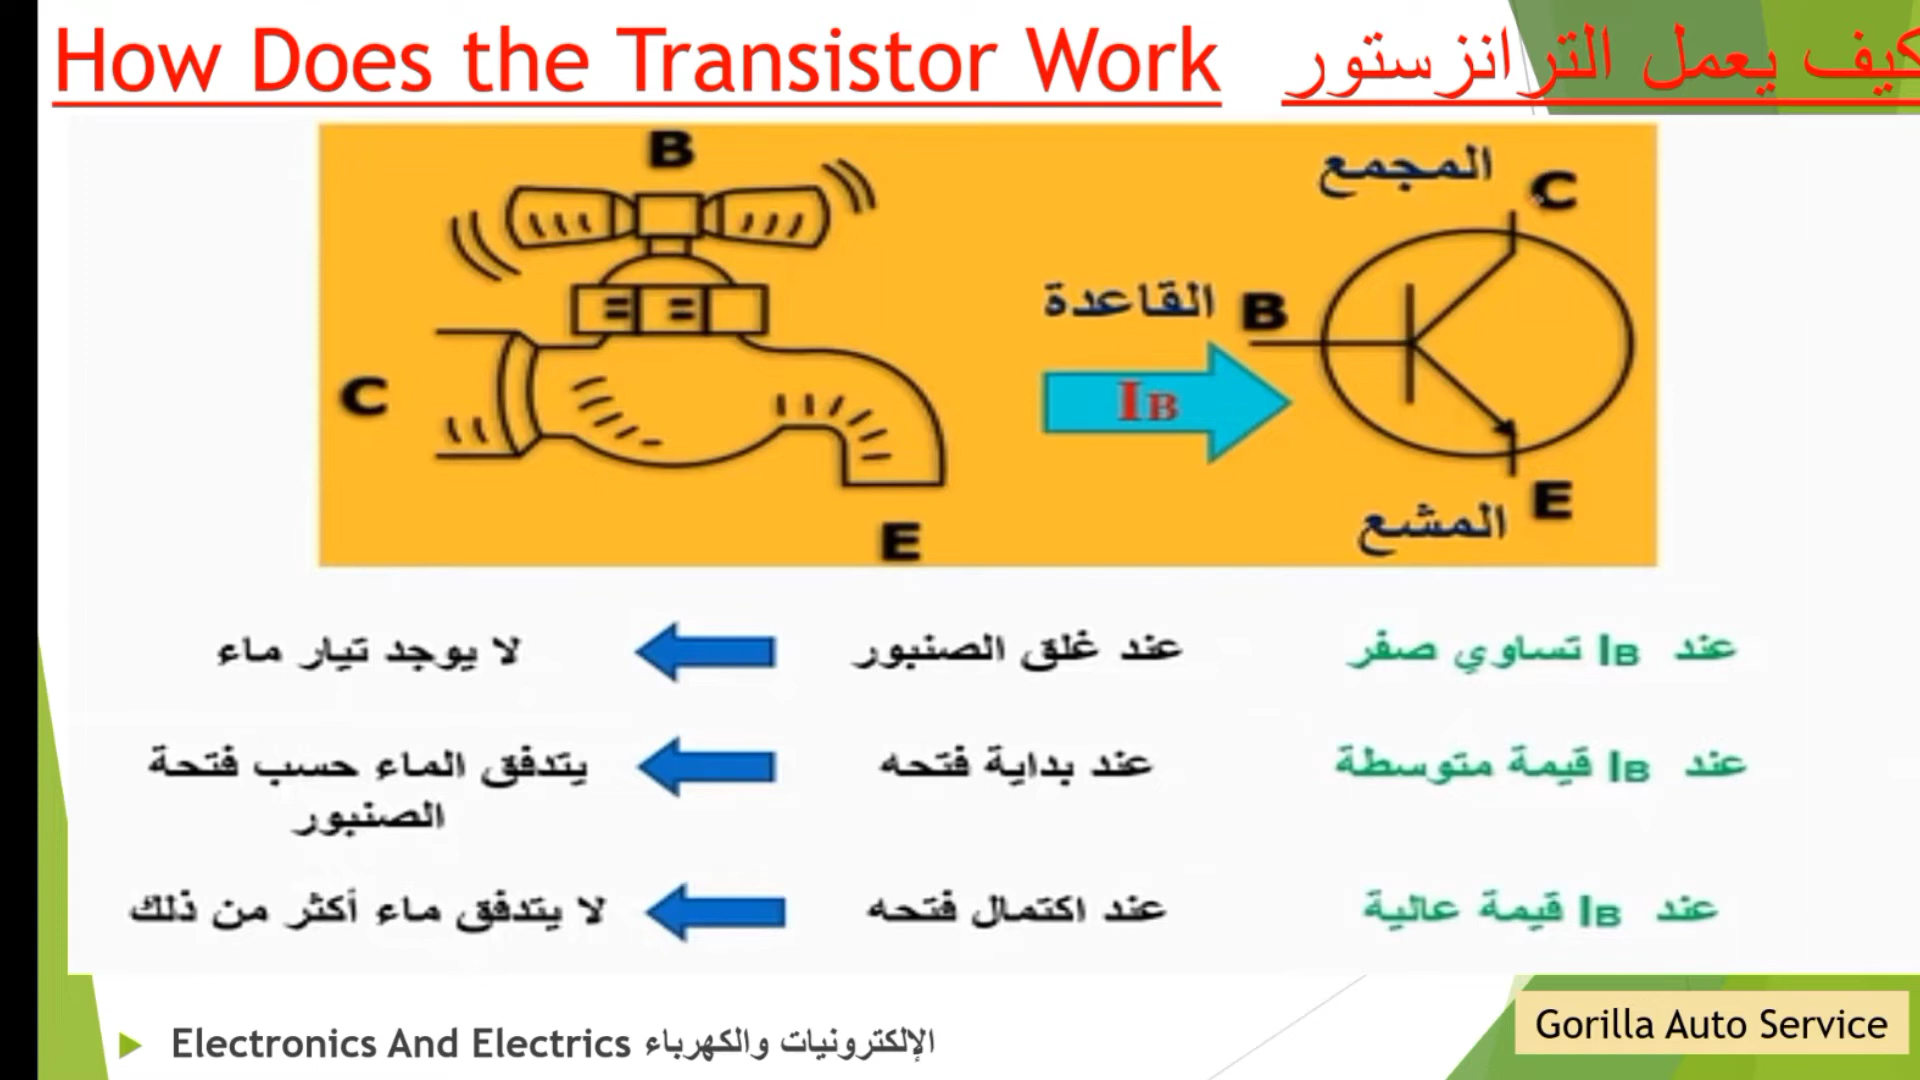 How Does the Transistor Work كيف يعمل الترانزستور
B
C
E
المجمع
C
القاعدة B
IB
E
المشع
عند IB تساوي صفر عند غلق الصنبور لا يوجد تيار ماء
عند IB قيمة متوسطة عند بداية فتحه يتدفق الماء حسب فتحة
الصنبور
عند IB قيمة عالية عند اكتمال فتحه لا يتدفق ماء أكثر من ذلك
Electronics And Electrics الإلكترونيات والكهرباء
Gorilla Auto Service